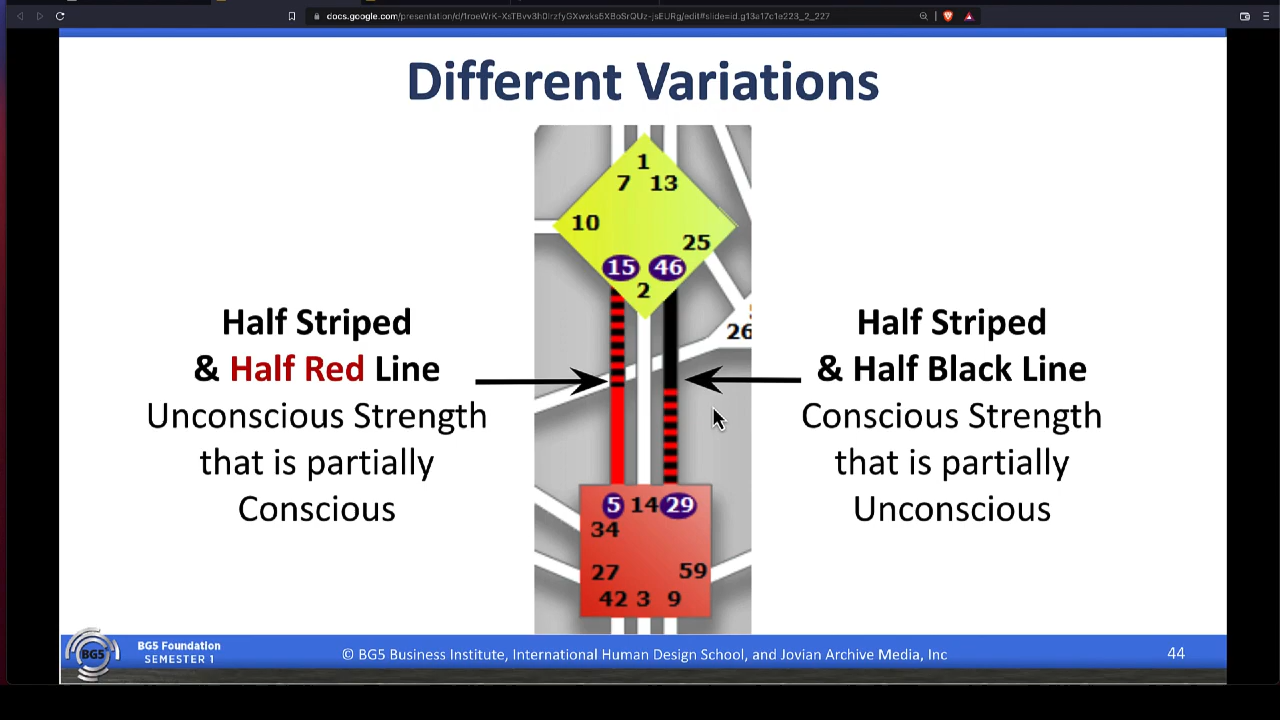 docs.google.com/presentation/d/1roeWrK-XsTBvv3h0IrzfyGXwxks5X8oSrQUz-jsEURg/edit#slide=id.g13a17c1e223_2_227
Different Variations
1
7 13
10
25
15 46
2
26
Half Striped
& Half Red Line
Unconscious Strength
that is partially
Conscious
Half Striped
& Half Black Line
Conscious Strength
that is partially
Unconscious
5 14 29
34
27 59
42 3 9
BG5
BG5 Foundation
SEMESTER 1
© BG5 Business Institute, International Human Design School, and Jovian Archive Media, Inc
44